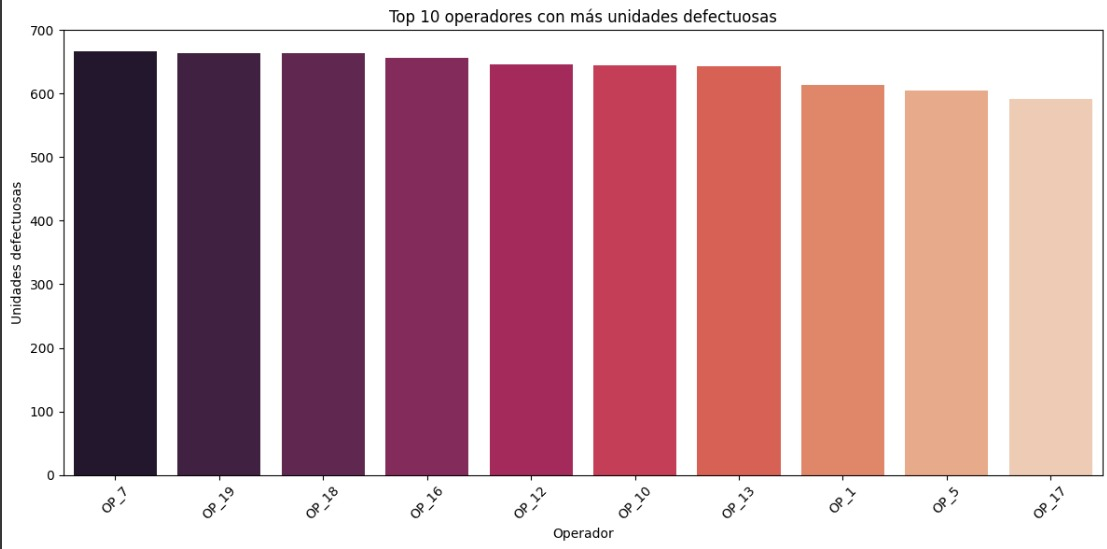 Top 10 operadores con más unidades defectuosas
700
600
500
400
300
200
100
0
Unidades defectuosas
OP_7 OP_19 OP_18 OP_16 OP_12 OP_10 OP_13 OP_1 OP_5 OP_17
Operador